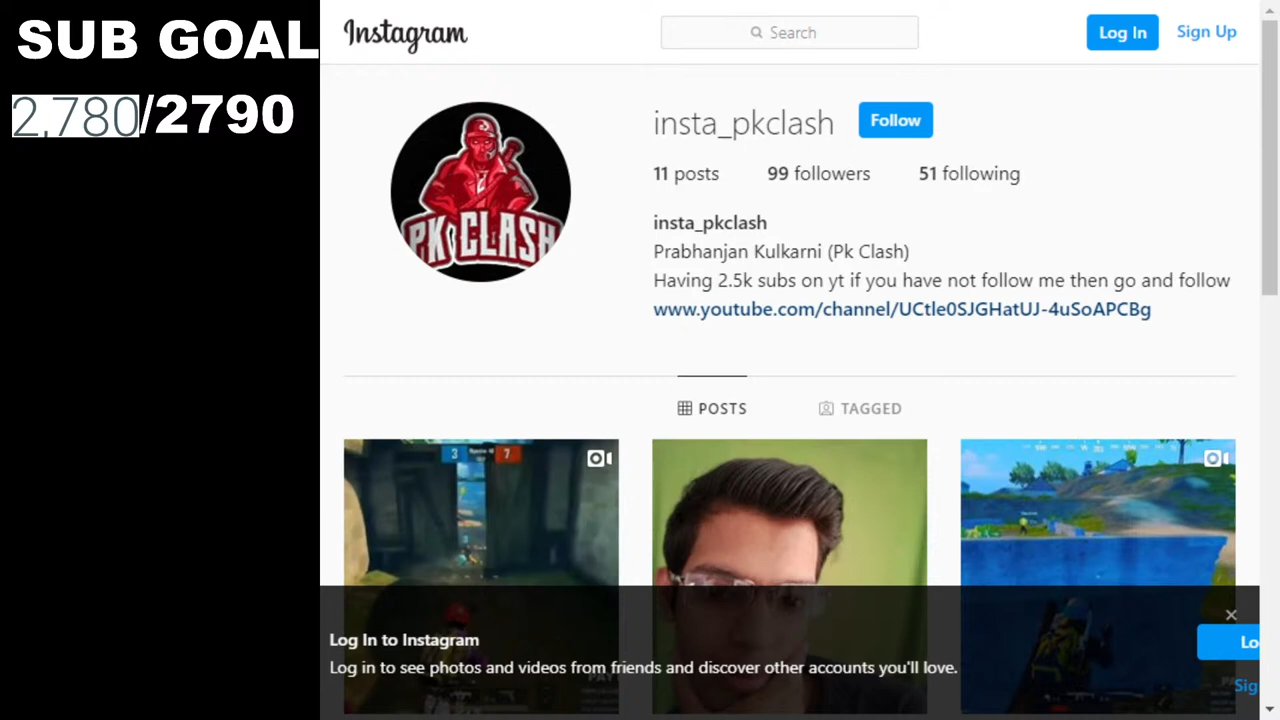 SUB GOAL
2,780/2790
Instagram
Search
Log In
Sign Up
PK CLASH
insta_pkclash
Follow
11 posts
99 followers
51 following
insta_pkclash
Prabhanjan Kulkarni (Pk Clash)
Having 2.5k subs on yt if you have not follow me then go and follow
www.youtube.com/channel/UCtle0SJGHatUJ-4uSoAPCBg
POSTS
TAGGED
3
7
Log In to Instagram
Log in to see photos and videos from friends and discover other accounts you'll love.
Lo
Sig